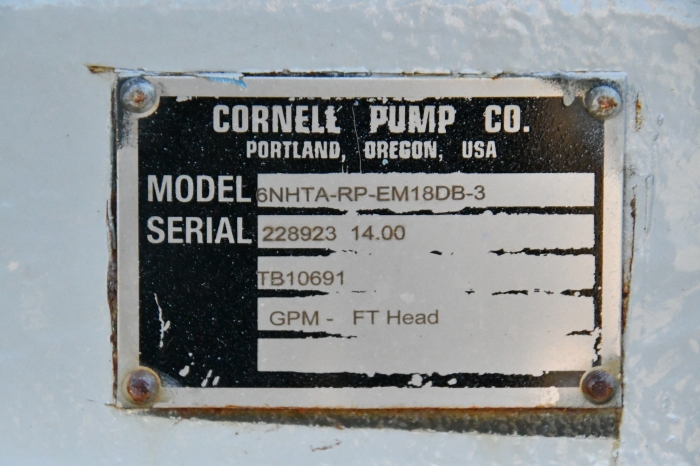 CORNELL PUMP CO.
PORTLAND, OREGON, USA
MODEL 6NHTA-RP-EM18DB-3
SERIAL 228923 14.00
TB10691
GPM - FT Head